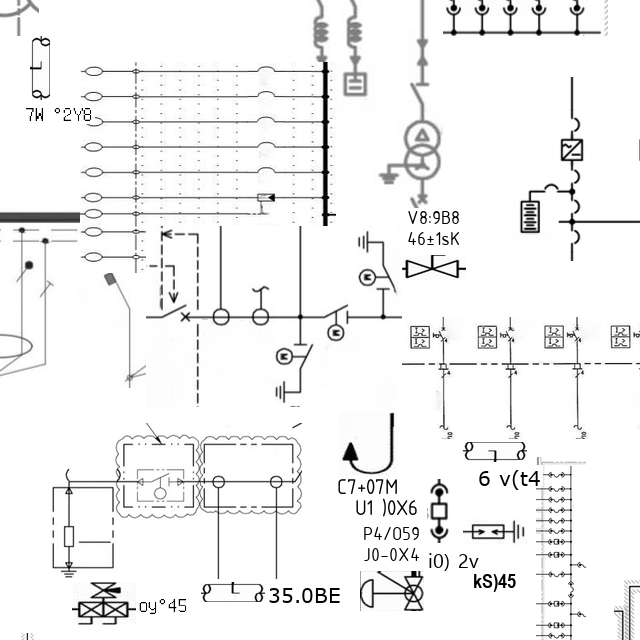 7W °2Y8
V8:9B8
46±1sK
6 v(t4
C7+07M
U1 )0X6
P4/059
J0-0X4
i0) 2v
kS)45
35.0BE
oy°45